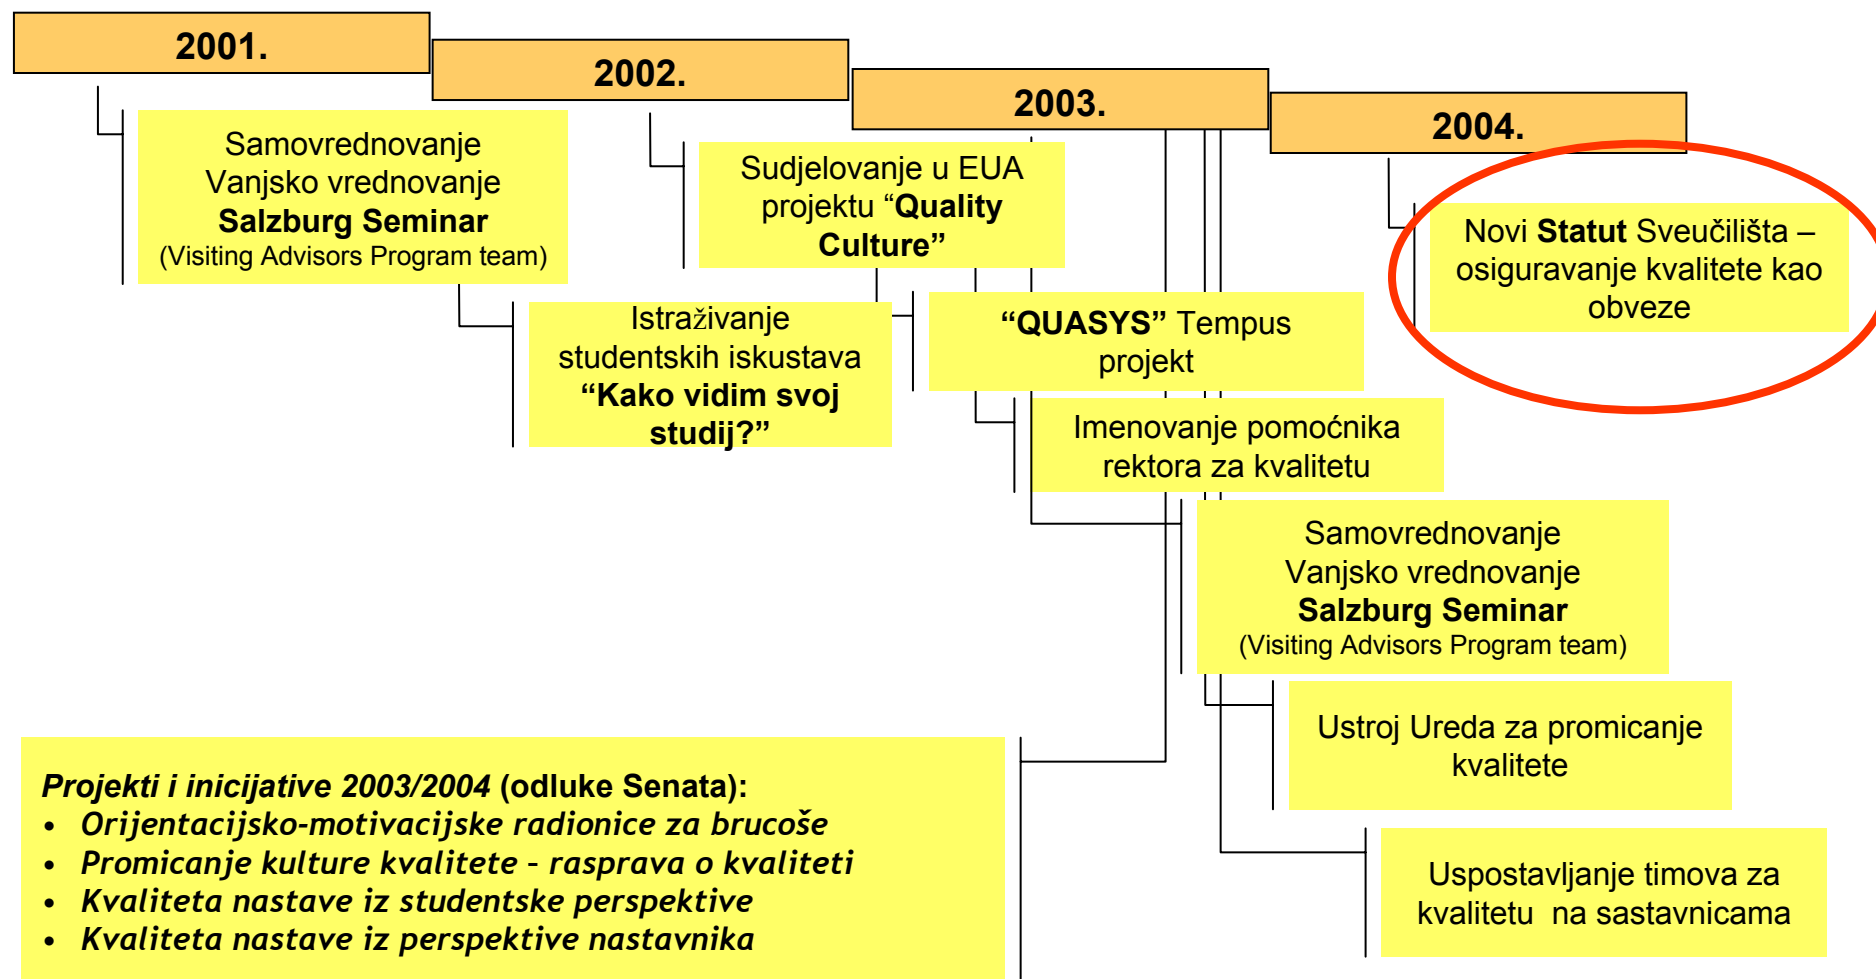 2001.
2002.
2003.
2004.
Samovrednovanje
Vanjsko vrednovanje
Salzburg Seminar
(Visiting Advisors Program team)
Istraživanje
studentskih iskustava
“Kako vidim svoj
studij?”
Sudjelovanje u EUA
projektu “Quality
Culture”
“QUASYS” Tempus
projekt
Imenovanje pomoćnika
rektora za kvalitetu
Samovrednovanje
Vanjsko vrednovanje
Salzburg Seminar
(Visiting Advisors Program team)
Ustroj Ureda za promicanje
kvalitete
Uspostavljanje timova za
kvalitetu na sastavnicama
Novi Statut Sveučilišta –
osiguravanje kvalitete kao
obveze
Projekti i inicijative 2003/2004 (odluke Senata):
• Orijentacijsko-motivacijske radionice za brucoše
• Promicanje kulture kvalitete – rasprava o kvaliteti
• Kvaliteta nastave iz studentske perspektive
• Kvaliteta nastave iz perspektive nastavnika